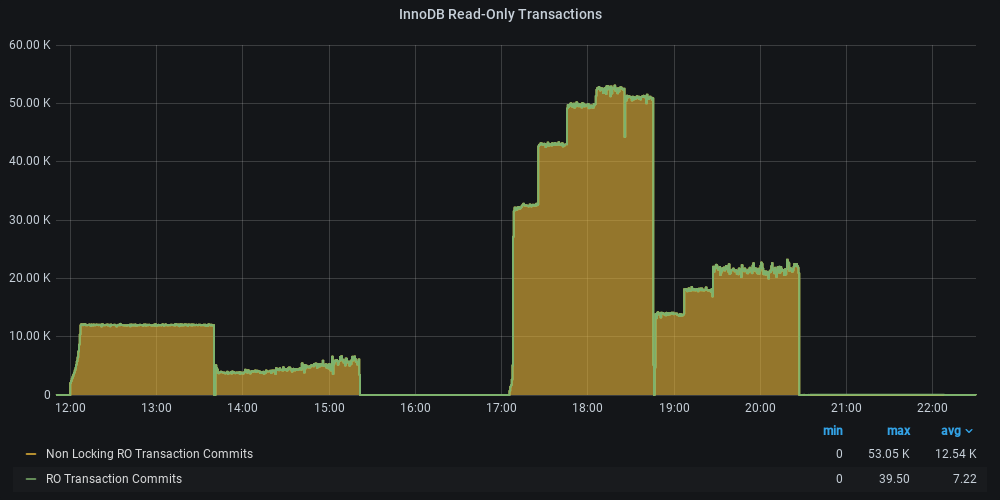 InnoDB Read-Only Transactions
60.00 K
50.00 K
40.00 K
30.00 K
20.00 K
10.00 K
0
12:00 13:00 14:00 15:00 16:00 17:00 18:00 19:00 20:00 21:00 22:00
min max avg
Non Locking RO Transaction Commits 0 53.05 K 12.54 K
RO Transaction Commits 0 39.50 7.22